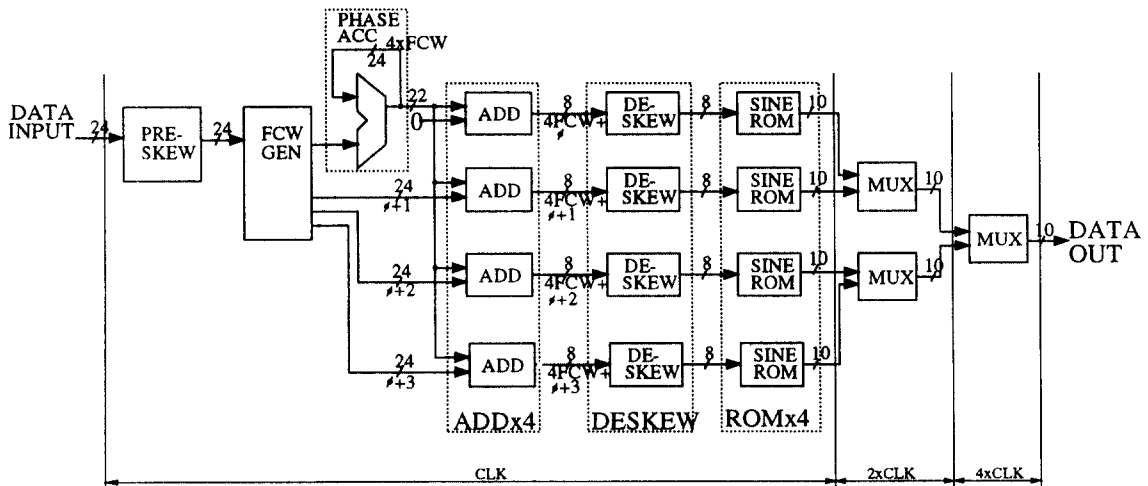 PHASE
ACC
4xFCW
24
24
DATA
INPUT
24
PRE-
SKEW
24
FCW
GEN
22
0
ADD
8
4FCW+
ø
DE-
SKEW
8
SINE
ROM
10
24
ø+1
ADD
8
4FCW+
ø+1
DE-
SKEW
8
SINE
ROM
10
MUX
10
24
ø+2
ADD
8
4FCW+
ø+2
DE-
SKEW
8
SINE
ROM
10
MUX
10
MUX
10
DATA
OUT
24
ø+3
ADD
8
4FCW+
ø+3
DE-
SKEW
8
SINE
ROM
10
ADDx4
DESKEW
ROMx4
CLK
2xCLK
4xCLK